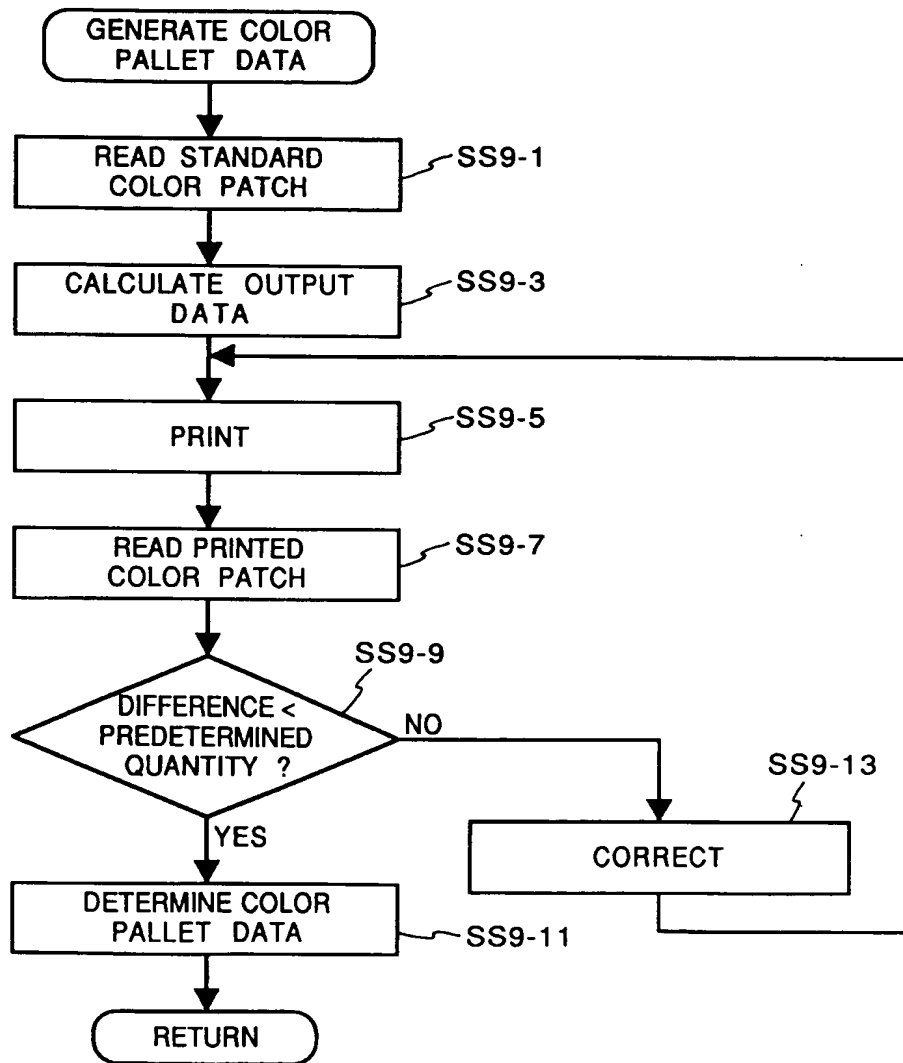 GENERATE COLOR
PALLET DATA
READ STANDARD
COLOR PATCH
SS9-1
CALCULATE OUTPUT
DATA
SS9-3
PRINT
SS9-5
READ PRINTED
COLOR PATCH
SS9-7
SS9-9
DIFFERENCE <
PREDETERMINED
QUANTITY ?
NO
YES
SS9-13
CORRECT
DETERMINE COLOR
PALLET DATA
SS9-11
RETURN